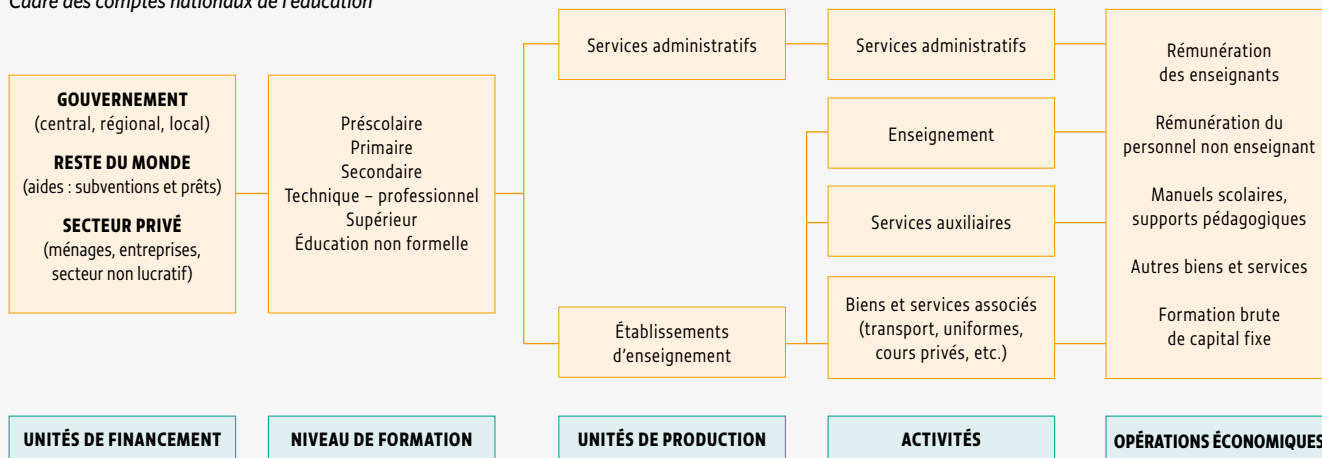 Cadre des comptes nationaux de l'éducation
GOUVERNEMENT
(central, régional, local)
RESTE DU MONDE
(aides : subventions et prêts)
SECTEUR PRIVÉ
(ménages, entreprises,
secteur non lucratif)
Préscolaire
Primaire
Secondaire
Technique – professionnel
Supérieur
Éducation non formelle
Services administratifs
Établissements
d'enseignement
Services administratifs
Enseignement
Services auxiliaires
Biens et services associés
(transport, uniformes,
cours privés, etc.)
Rémunération
des enseignants
Rémunération du
personnel non enseignant
Manuels scolaires,
supports pédagogiques
Autres biens et services
Formation brute
de capital fixe
UNITÉS DE FINANCEMENT
NIVEAU DE FORMATION
UNITÉS DE PRODUCTION
ACTIVITÉS
OPÉRATIONS ÉCONOMIQUES